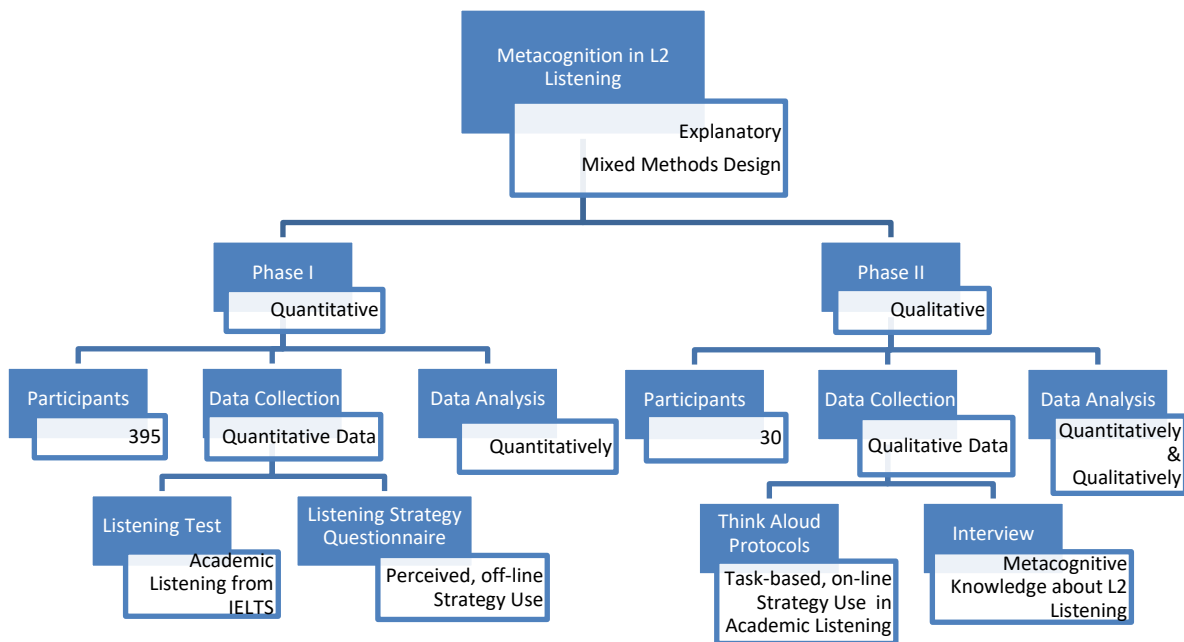 Metacognition in L2
Listening
Explanatory
Mixed Methods Design
Phase I
Quantitative
Phase II
Qualitative
Participants
395
Data Collection
Quantitative Data
Data Analysis
Quantitatively
Participants
30
Data Collection
Qualitative Data
Data Analysis
Quantitatively
&
Qualitatively
Listening Test
Academic
Listening from
IELTS
Listening Strategy
Questionnaire
Perceived, off-line
Strategy Use
Think Aloud
Protocols
Task-based, on-line
Strategy Use in
Academic Listening
Interview
Metacognitive
Knowledge about L2
Listening